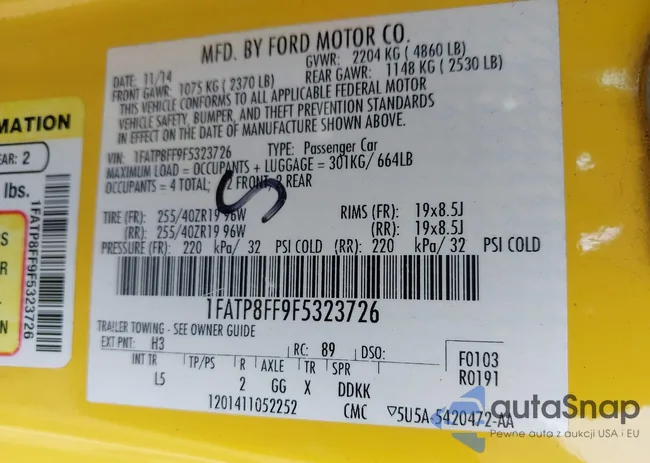 MFD. BY FORD MOTOR CO.
DATE: 11/14 GVWR: 2204 KG ( 4860 LB)
FRONT GAWR: 1075 KG ( 2370 LB) REAR GAWR: 1148 KG ( 2530 LB)
THIS VEHICLE CONFORMS TO ALL APPLICABLE FEDERAL MOTOR
VEHICLE SAFETY, BUMPER, AND THEFT PREVENTION STANDARDS
IN EFFECT ON THE DATE OF MANUFACTURE SHOWN ABOVE.
VIN: 1FATP8FF9F5323726 TYPE: Passenger Car
MAXIMUM LOAD = OCCUPANTS + LUGGAGE = 301KG/ 664LB
OCCUPANTS = 4 TOTAL; 2 FRONT, 2 REAR
TIRE (FR): 255/40ZR19 96W RIMS (FR): 19x8.5J
(RR): 255/40ZR19 96W (RR): 19x8.5J
PRESSURE (FR): 220 kPa/ 32 PSI COLD (RR): 220 kPa/ 32 PSI COLD
1FATP8FF9F5323726
TRAILER TOWING - SEE OWNER GUIDE
EXT PNT: H3 RC: 89 DSO: F0103
INT TR TP/PS R AXLE TR SPR R0191
L5 2 GG X DDKK
1201411052252 CMC ▽5U5A-5420472-AA
MATION
EAR: 2
lbs.
S
R
N
1FATP8FF9F5323726
S
autaSnap
Pewne auta z aukcji USA i EU